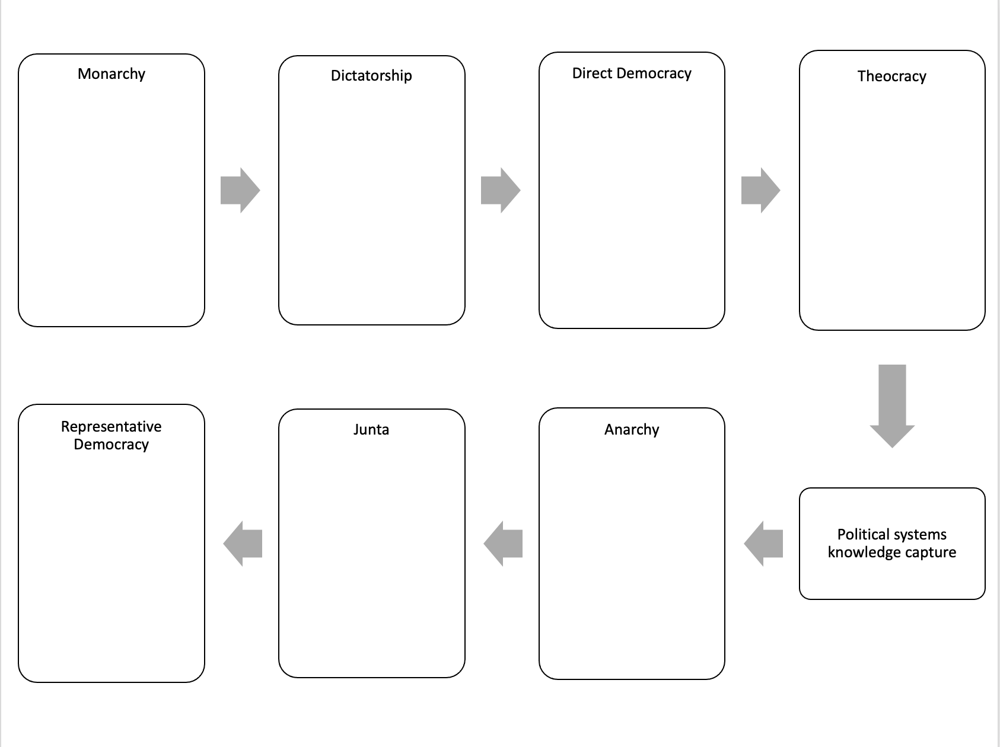 Monarchy
Dictatorship
Direct Democracy
Theocracy
Political systems
knowledge capture
Anarchy
Junta
Representative
Democracy